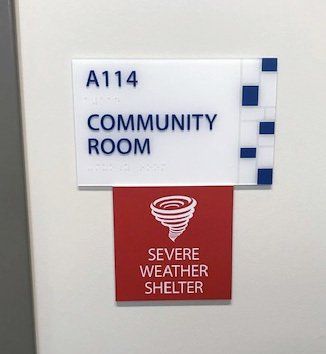 A114
COMMUNITY
ROOM
SEVERE
WEATHER
SHELTER